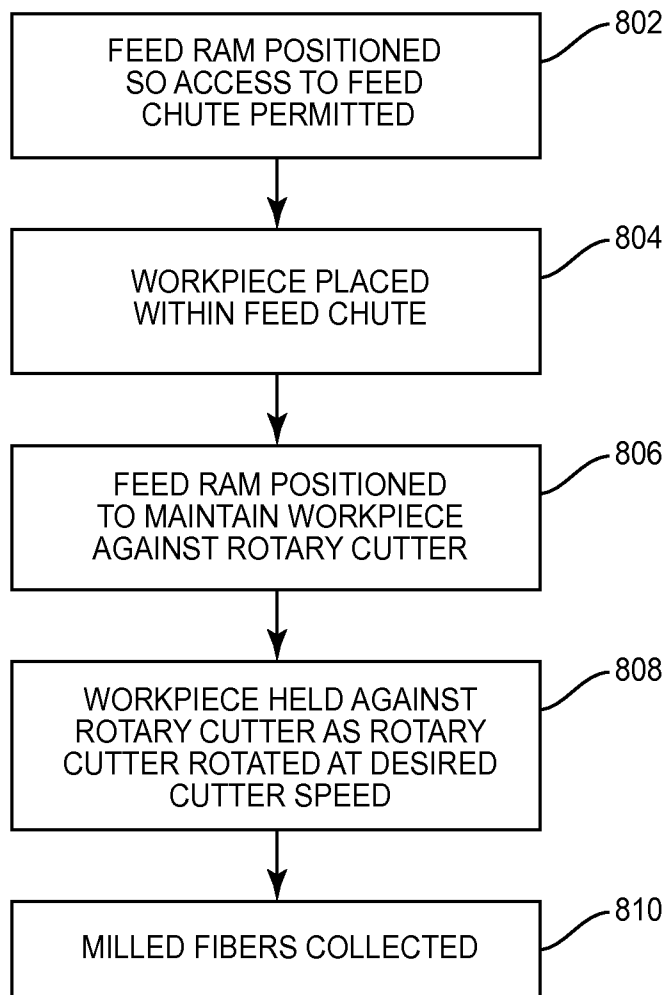 802
FEED RAM POSITIONED
SO ACCESS TO FEED
CHUTE PERMITTED
804
WORKPIECE PLACED
WITHIN FEED CHUTE
806
FEED RAM POSITIONED
TO MAINTAIN WORKPIECE
AGAINST ROTARY CUTTER
808
WORKPIECE HELD AGAINST
ROTARY CUTTER AS ROTARY
CUTTER ROTATED AT DESIRED
CUTTER SPEED
810
MILLED FIBERS COLLECTED